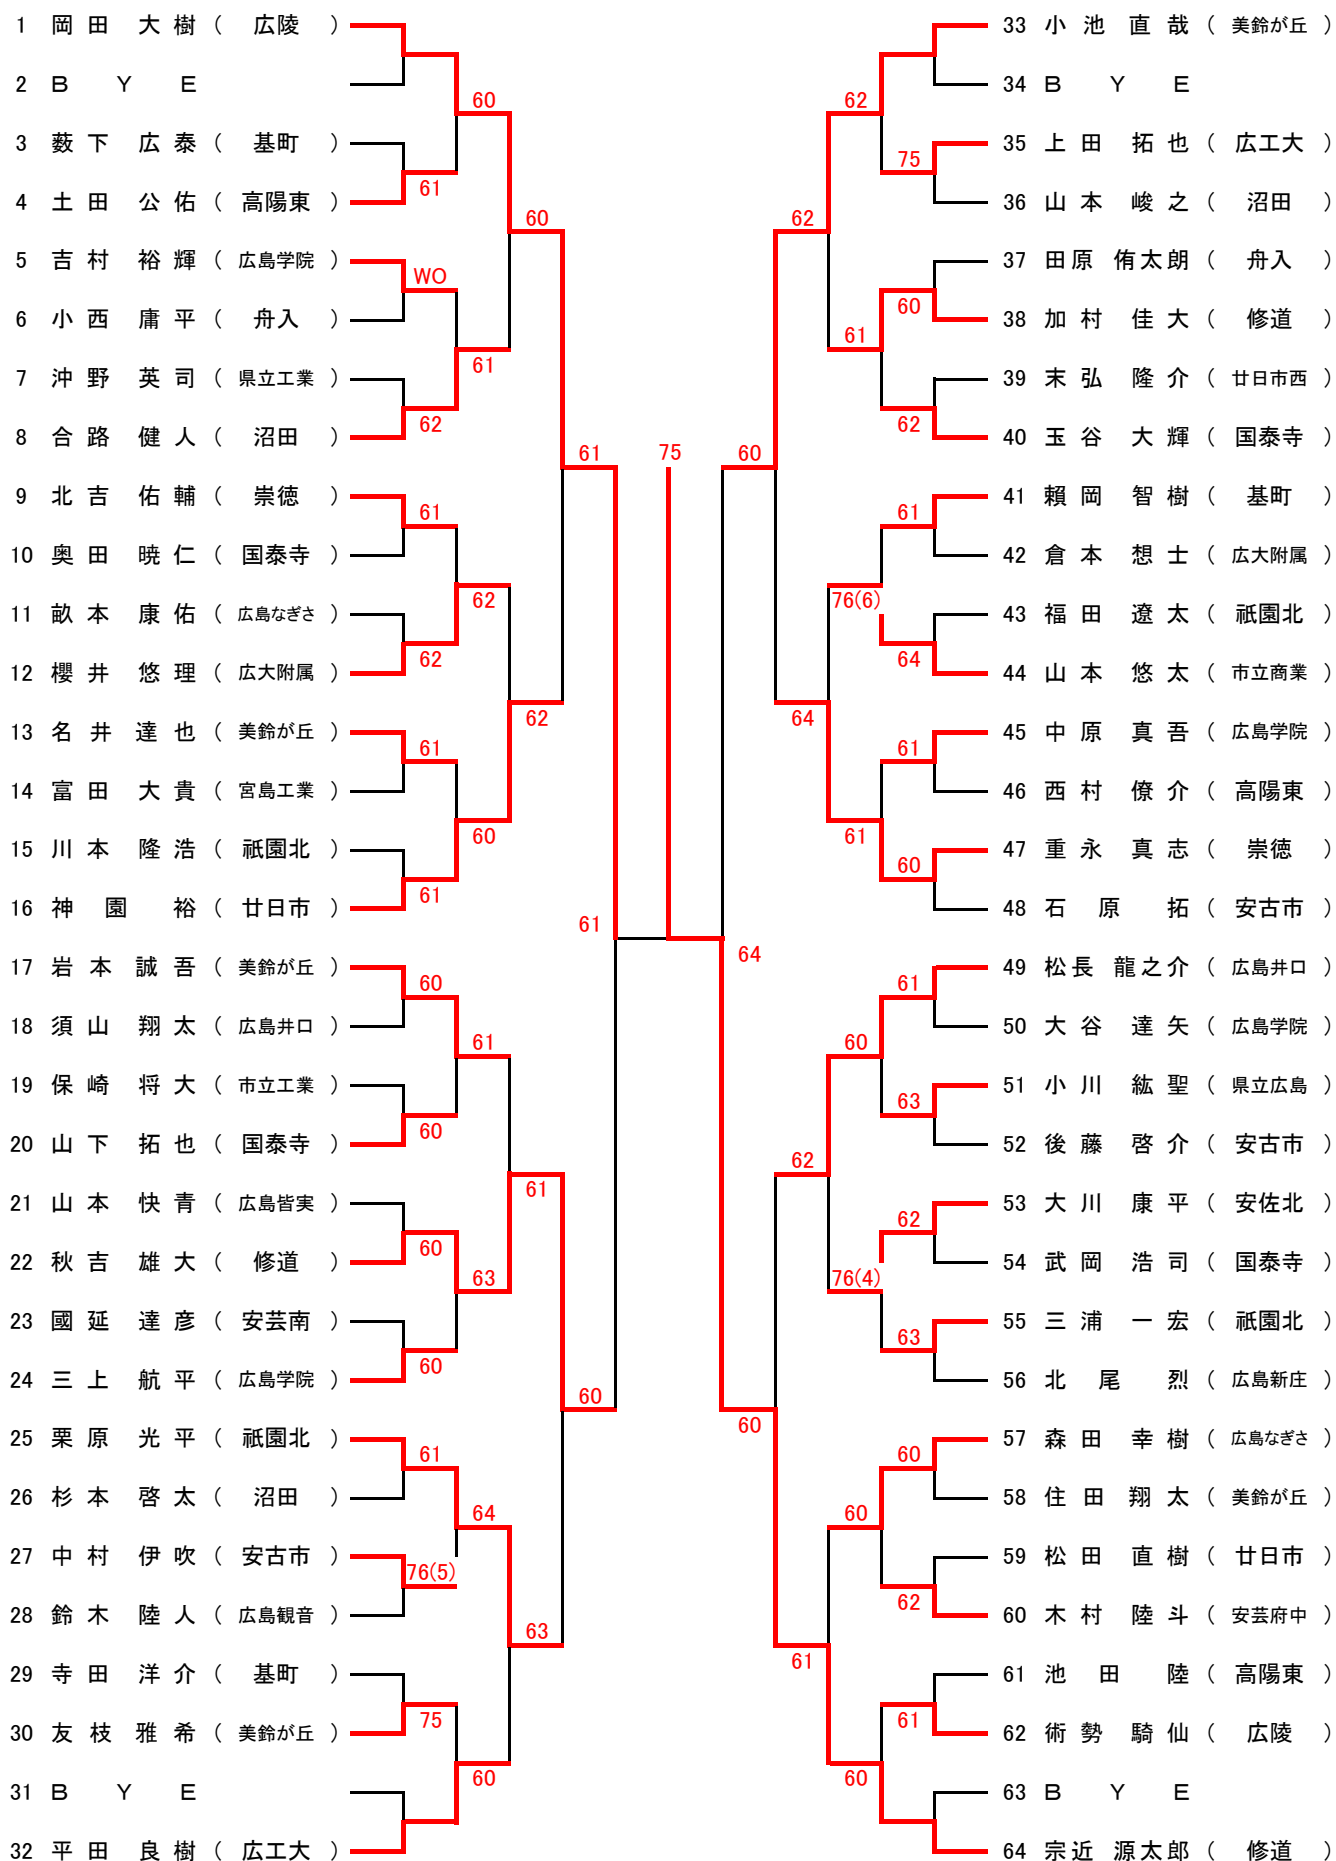 1 岡田 大樹 ( 広陵 )
2 B Y E
60
3 薮下 広泰 ( 基町 )
61
4 土田 公佑 ( 高陽東 )
60
5 吉村 裕輝 ( 広島学院 )
WO
6 小西 庸平 ( 舟入 )
61
7 沖野 英司 ( 県立工業 )
62
8 合路 健人 ( 沼田 )
61
9 北吉 佑輔 ( 崇徳 )
61
10 奥田 暁仁 ( 国泰寺 )
62
11 畝本 康佑 ( 広島なぎさ )
62
12 櫻井 悠理 ( 広大附属 )
62
13 名井 達也 ( 美鈴が丘 )
61
14 富田 大貴 ( 宮島工業 )
60
15 川本 隆浩 ( 祇園北 )
61
16 神園 裕 ( 廿日市 )
61
17 岩本 誠吾 ( 美鈴が丘 )
60
18 須山 翔太 ( 広島井口 )
61
19 保崎 将大 ( 市立工業 )
60
20 山下 拓也 ( 国泰寺 )
61
21 山本 快青 ( 広島皆実 )
60
22 秋吉 雄大 ( 修道 )
63
23 國延 達彦 ( 安芸南 )
60
24 三上 航平 ( 広島学院 )
60
25 栗原 光平 ( 祇園北 )
61
26 杉本 啓太 ( 沼田 )
64
27 中村 伊吹 ( 安古市 )
76(5)
28 鈴木 陸人 ( 広島観音 )
63
29 寺田 洋介 ( 基町 )
75
30 友枝 雅希 ( 美鈴が丘 )
60
31 B Y E
32 平田 良樹 ( 広工大 )
75
64
33 小池 直哉 ( 美鈴が丘 )
34 B Y E
62
35 上田 拓也 ( 広工大 )
75
36 山本 峻之 ( 沼田 )
62
37 田原 侑太朗 ( 舟入 )
60
38 加村 佳大 ( 修道 )
61
39 末弘 隆介 ( 廿日市西 )
62
40 玉谷 大輝 ( 国泰寺 )
60
41 賴岡 智樹 ( 基町 )
61
42 倉本 想士 ( 広大附属 )
76(6)
43 福田 遼太 ( 祇園北 )
64
44 山本 悠太 ( 市立商業 )
64
45 中原 真吾 ( 広島学院 )
61
46 西村 僚介 ( 高陽東 )
61
47 重永 真志 ( 崇徳 )
60
48 石原 拓 ( 安古市 )
49 松長 龍之介 ( 広島井口 )
61
50 大谷 達矢 ( 広島学院 )
60
51 小川 紘聖 ( 県立広島 )
63
52 後藤 啓介 ( 安古市 )
62
53 大川 康平 ( 安佐北 )
62
54 武岡 浩司 ( 国泰寺 )
76(4)
55 三浦 一宏 ( 祇園北 )
63
56 北尾 烈 ( 広島新庄 )
60
57 森田 幸樹 ( 広島なぎさ )
60
58 住田 翔太 ( 美鈴が丘 )
60
59 松田 直樹 ( 廿日市 )
62
60 木村 陸斗 ( 安芸府中 )
61
61 池田 陸 ( 高陽東 )
61
62 術勢 騎仙 ( 広陵 )
60
63 B Y E
64 宗近 源太郎 ( 修道 )